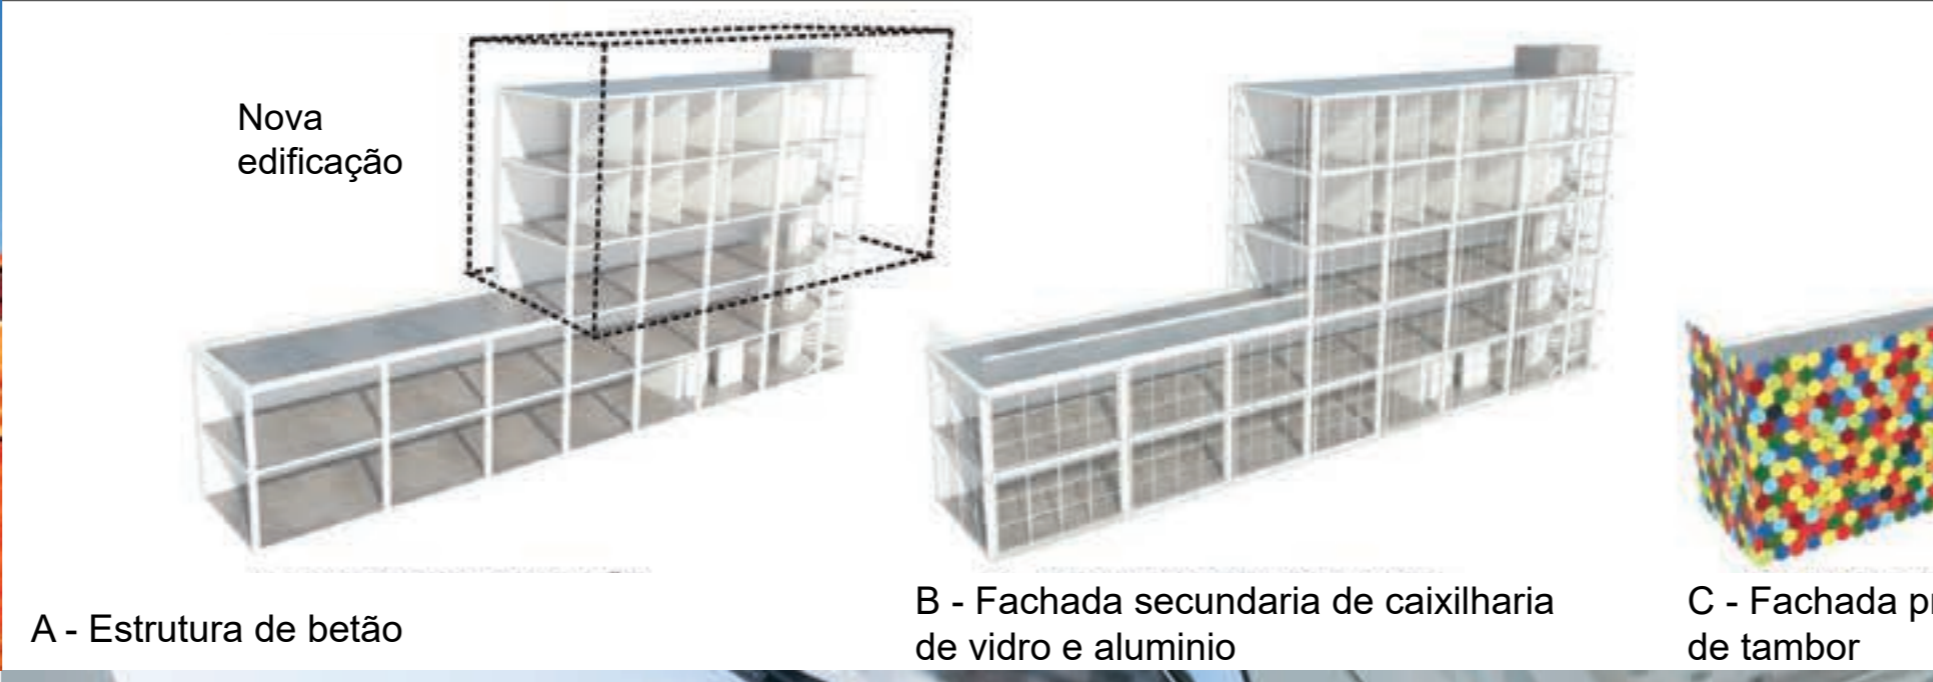 Nova
edificação
A - Estrutura de betão
B - Fachada secundaria de caixilharia
de vidro e aluminio
C - Fachada
de tambor